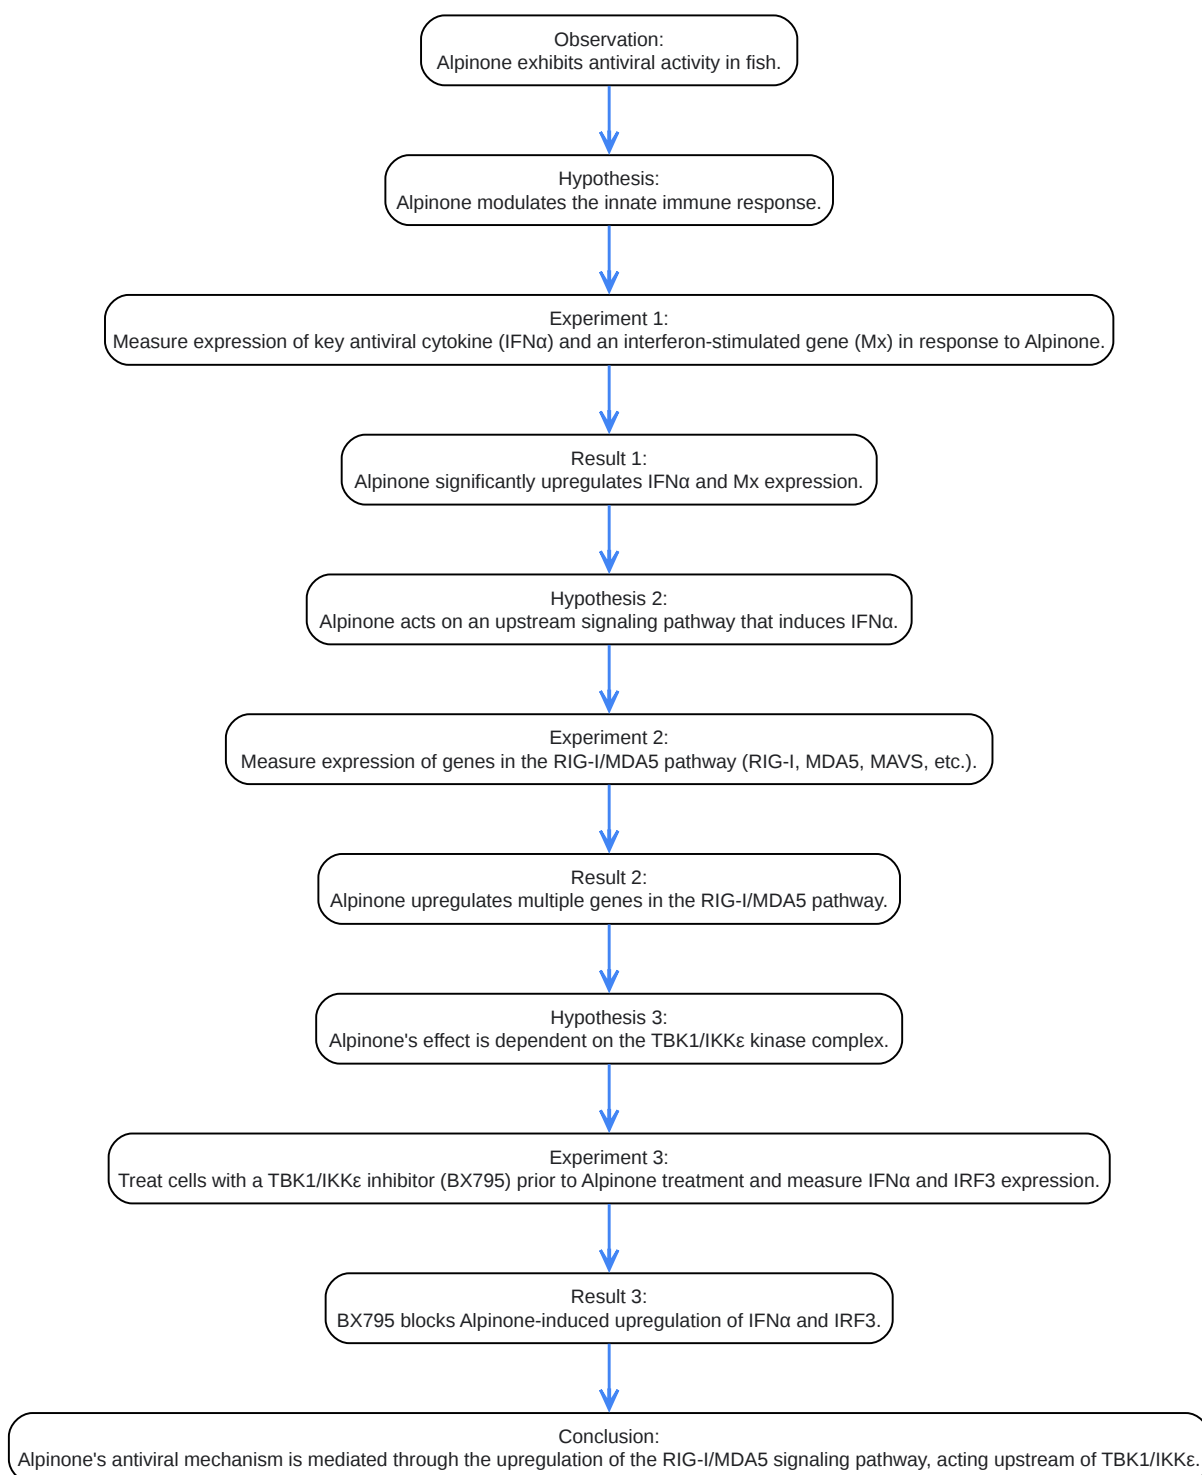 Observation:
Alpinone exhibits antiviral activity in fish.
Hypothesis:
Alpinone modulates the innate immune response.
Experiment 1:
Measure expression of key antiviral cytokine (IFNα) and an interferon-stimulated gene (Mx) in response to Alpinone.
Result 1:
Alpinone significantly upregulates IFNα and Mx expression.
Hypothesis 2:
Alpinone acts on an upstream signaling pathway that induces IFNα.
Experiment 2:
Measure expression of genes in the RIG-I/MDA5 pathway (RIG-I, MDA5, MAVS, etc.).
Result 2:
Alpinone upregulates multiple genes in the RIG-I/MDA5 pathway.
Hypothesis 3:
Alpinone's effect is dependent on the TBK1/IKKε kinase complex.
Experiment 3:
Treat cells with a TBK1/IKKε inhibitor (BX795) prior to Alpinone treatment and measure IFNα and IRF3 expression.
Result 3:
BX795 blocks Alpinone-induced upregulation of IFNα and IRF3.
Conclusion:
Alpinone's antiviral mechanism is mediated through the upregulation of the RIG-I/MDA5 signaling pathway, acting upstream of TBK1/IKKε.